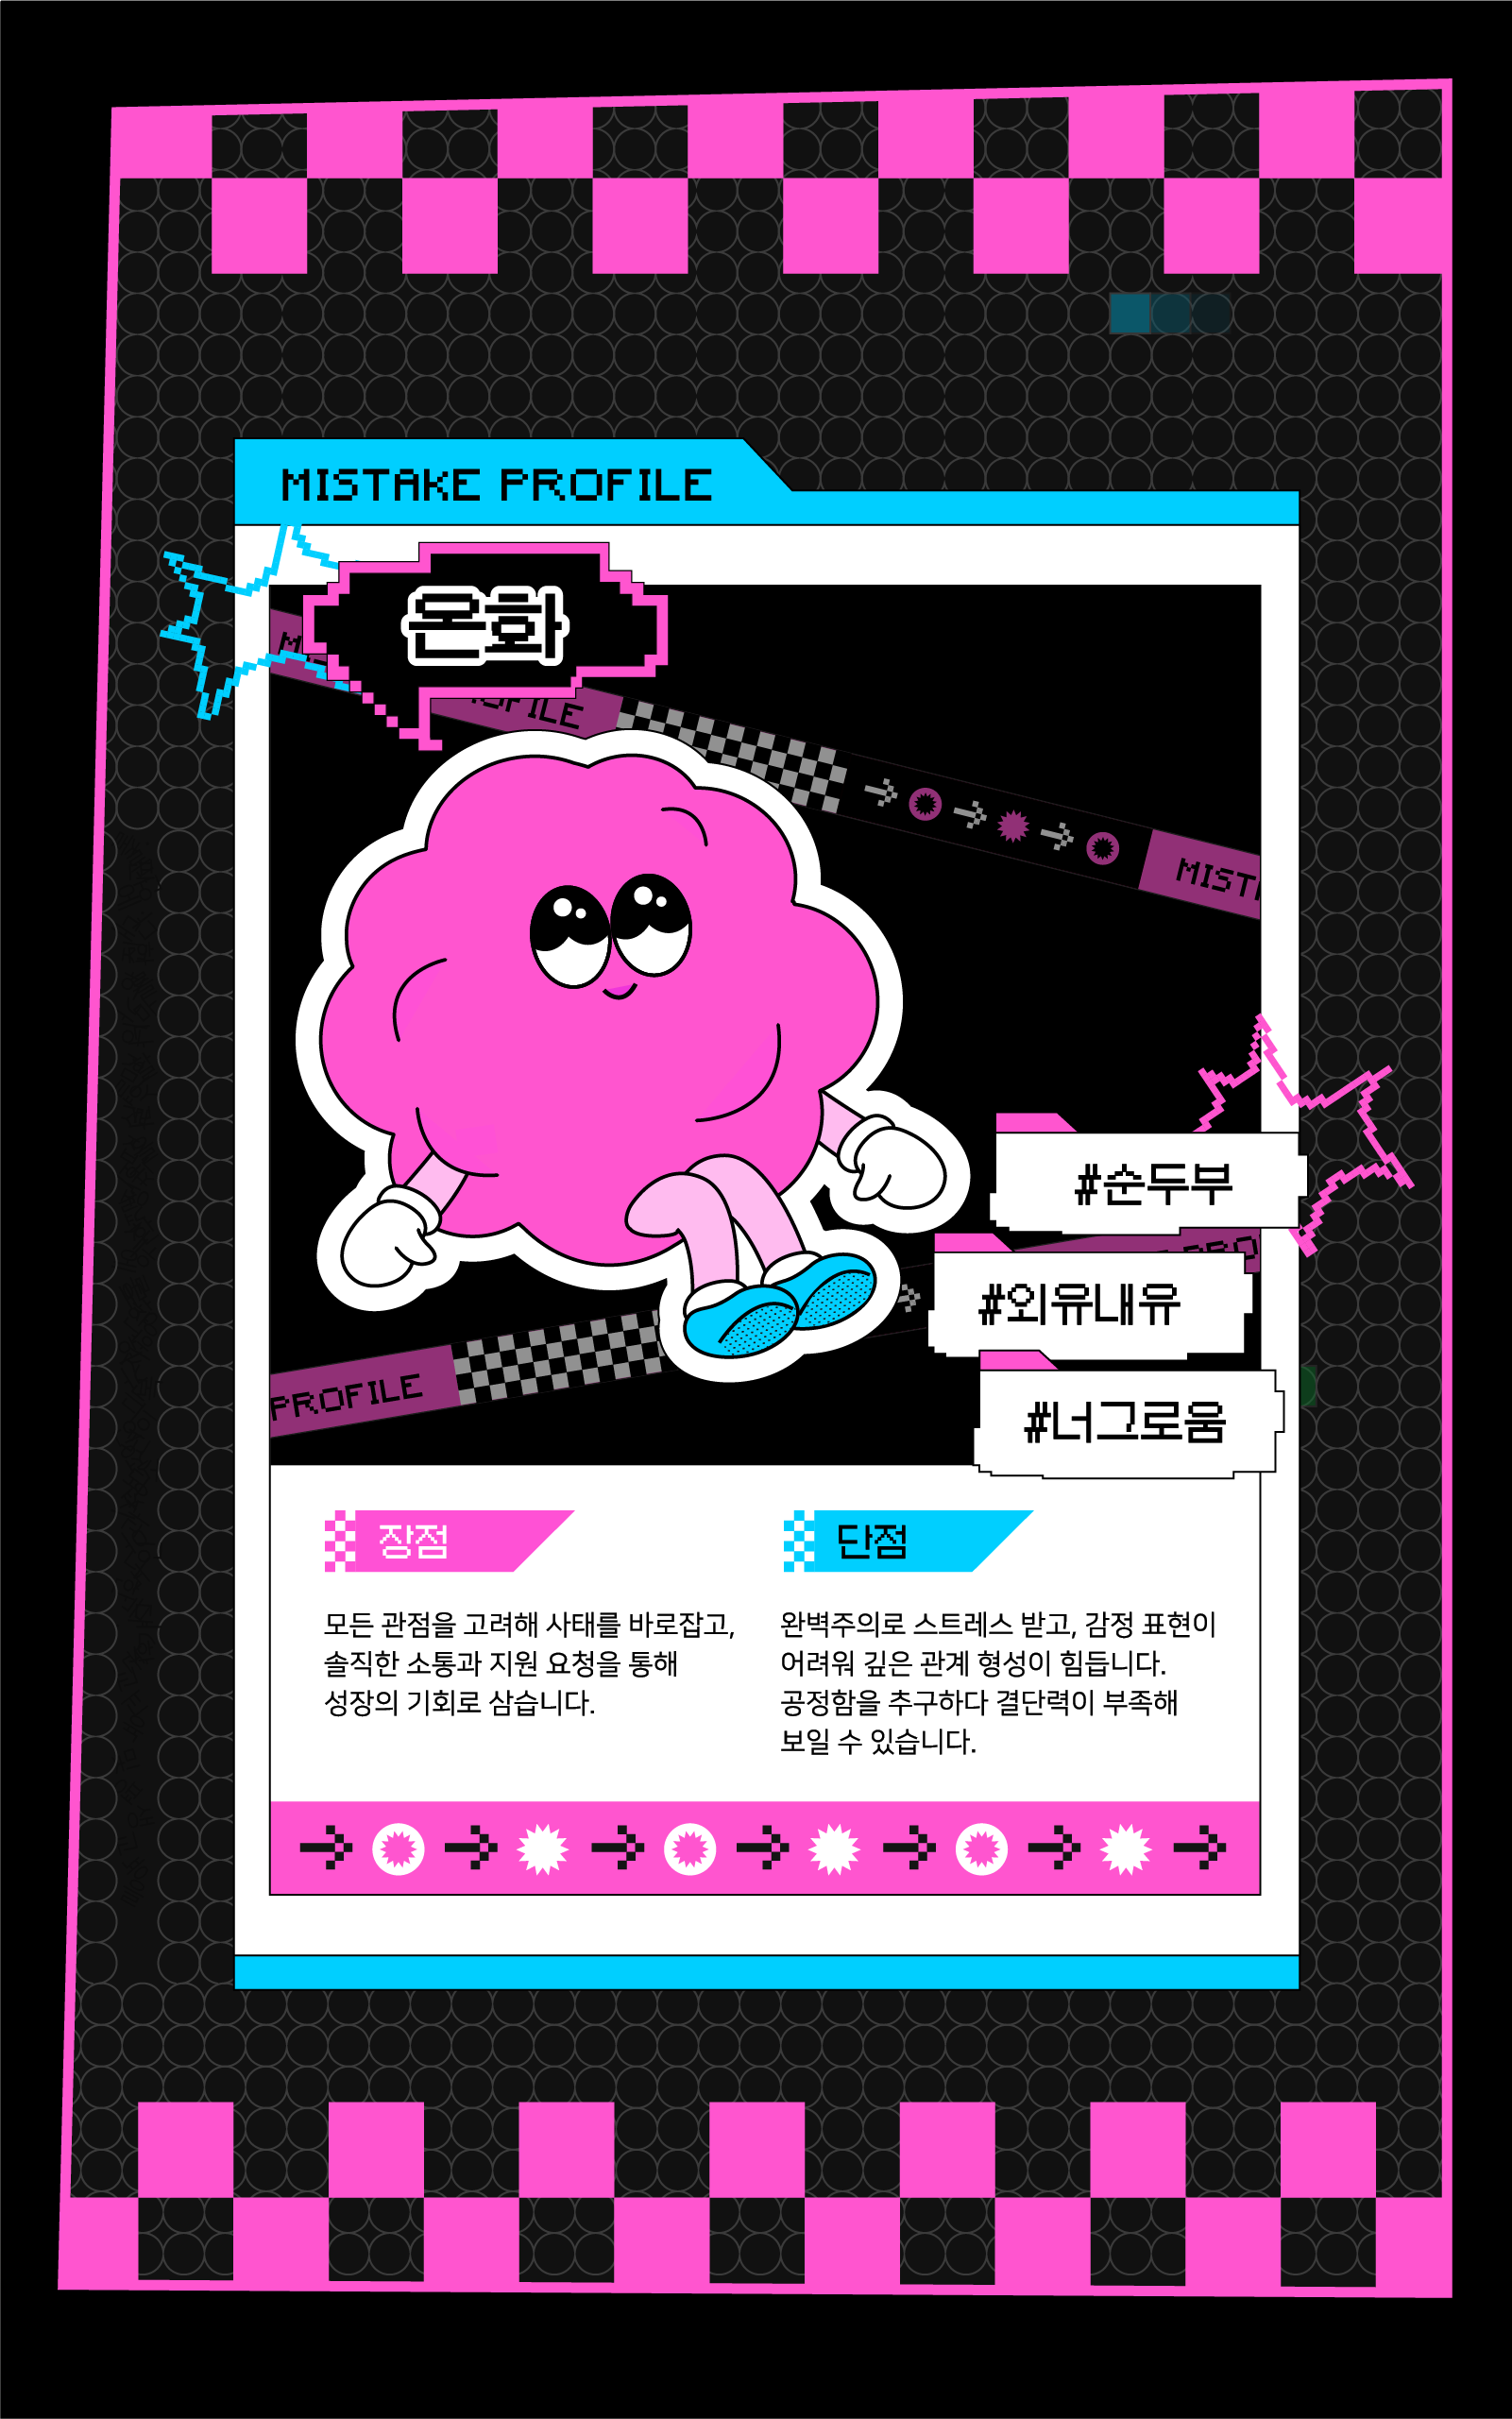 MISTAKE PROFILE
온화
PROFILE
MIST
#순두부
#외유내유
PROFILE
#너그로움
장점
모든 관점을 고려해 사태를 바로잡고,
솔직한 소통과 지원 요청을 통해
성장의 기회로 삼습니다.
단점
완벽주의로 스트레스 받고, 감정 표현이
어려워 깊은 관계 형성이 힘듭니다.
공정함을 추구하다 결단력이 부족해
보일 수 있습니다.